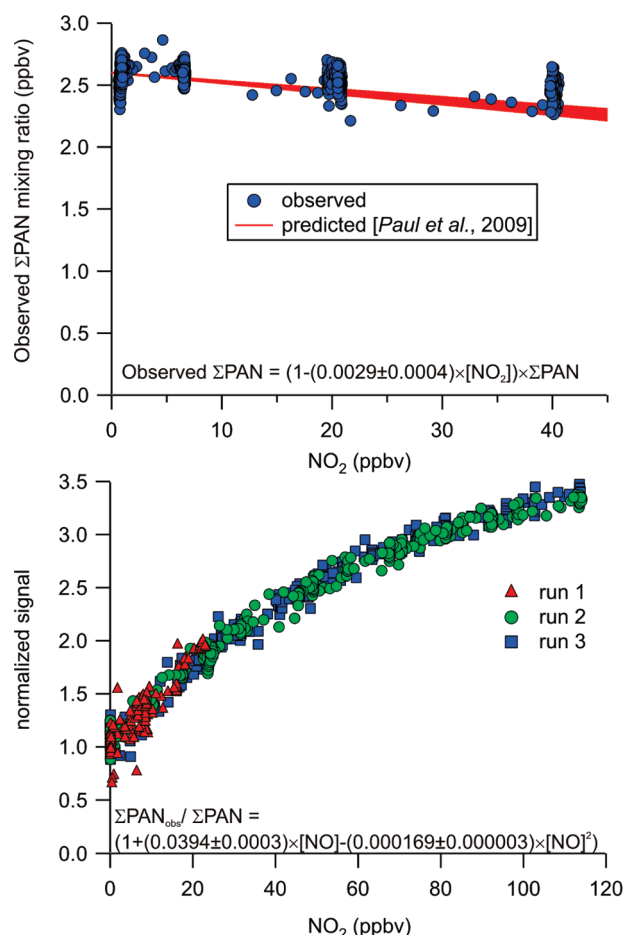 3.0
2.5
2.0
1.5
1.0
0.5
0.0
Observed ΣPAN mixing ratio (ppbv)
observed
predicted [Paul et al., 2009]
Observed ΣPAN = (1-(0.0029±0.0004)×[NO₂])×ΣPAN
0 10 20 30 40
NO₂ (ppbv)
3.5
3.0
2.5
2.0
1.5
1.0
0.5
0.0
normalized signal
run 1
run 2
run 3
ΣPANobs/ ΣPAN =
(1+(0.0394±0.0003)×[NO]-(0.000169±0.000003)×[NO]²)
0 20 40 60 80 100 120
NO₂ (ppbv)